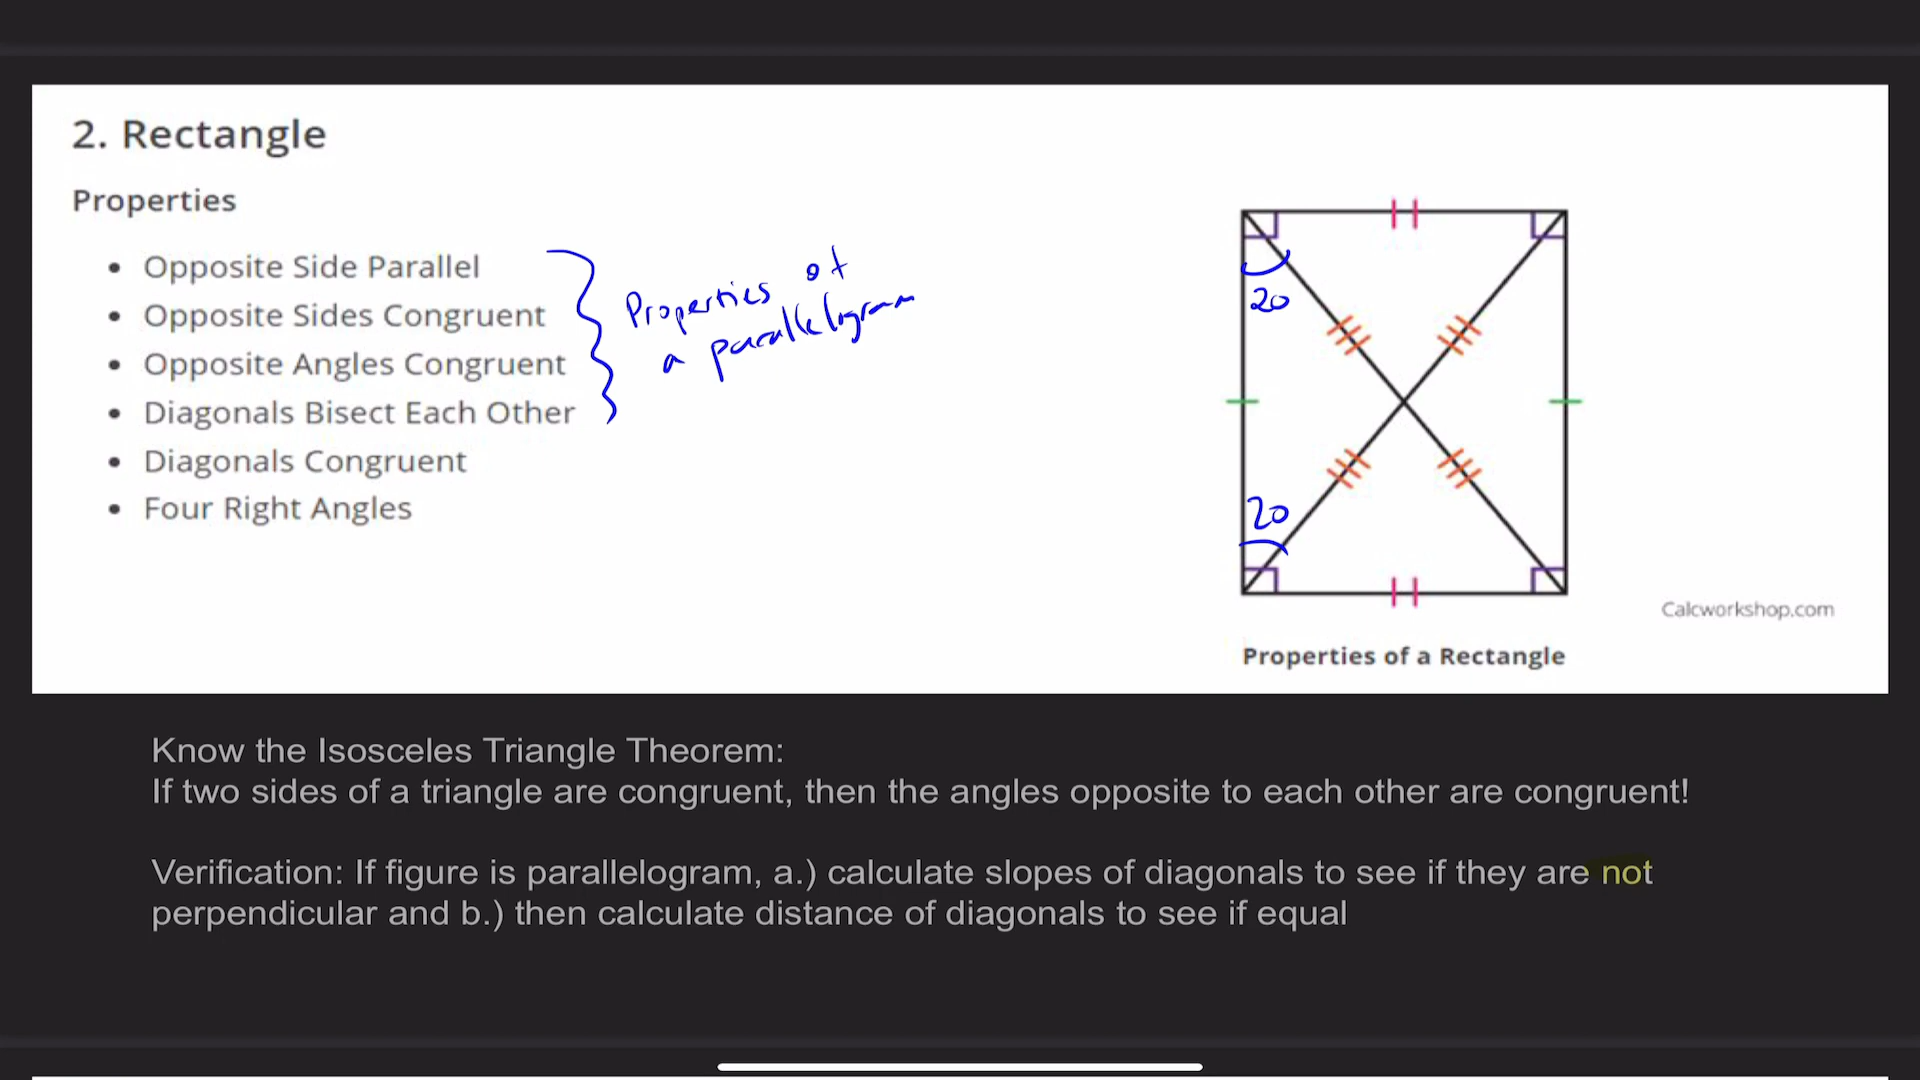 2. Rectangle
Properties
• Opposite Side Parallel
• Opposite Sides Congruent
• Opposite Angles Congruent
• Diagonals Bisect Each Other
• Diagonals Congruent
• Four Right Angles
Properties of
a parallelogram
20
20
Calcworkshop.com
Properties of a Rectangle
Know the Isosceles Triangle Theorem:
If two sides of a triangle are congruent, then the angles opposite to each other are congruent!
Verification: If figure is parallelogram, a.) calculate slopes of diagonals to see if they are not
perpendicular and b.) then calculate distance of diagonals to see if equal